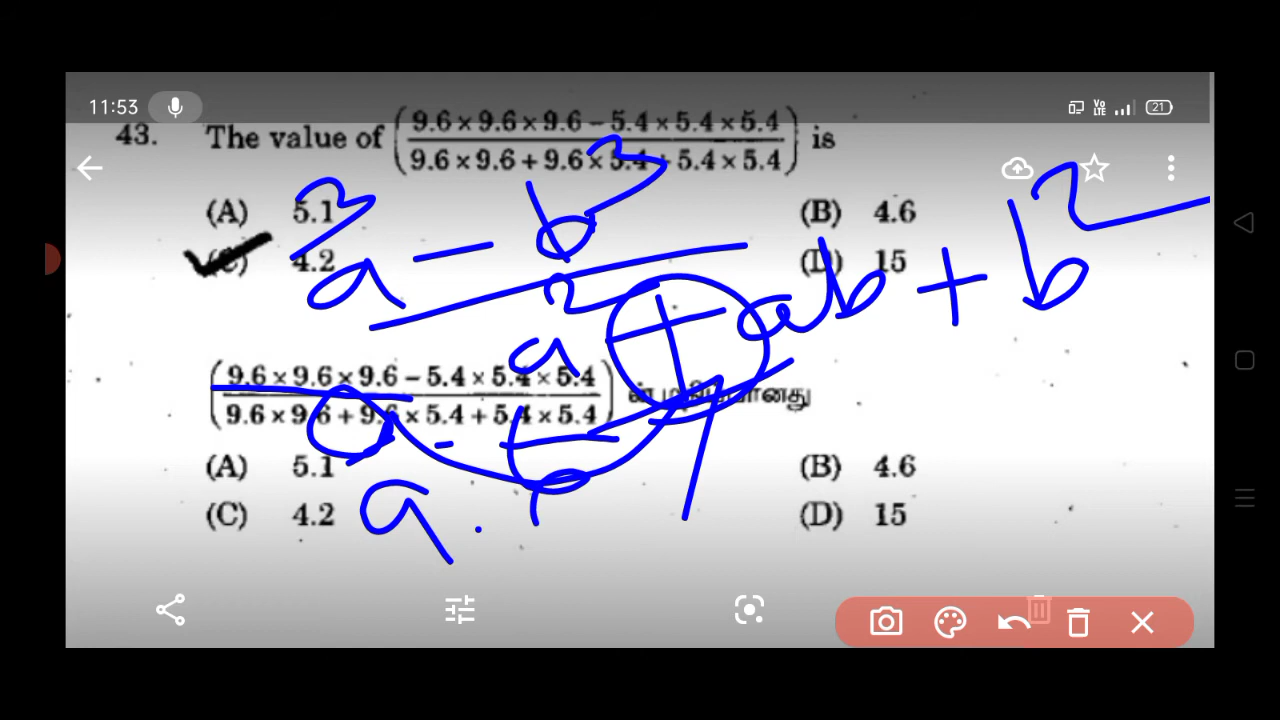 11:53 Vo LTE 21
43. The value of (9.6 × 9.6 × 9.6 − 5.4 × 5.4 × 5.4 / 9.6 × 9.6 + 9.6 × 5.4 + 5.4 × 5.4) is
(A) 5.1 (B) 4.6
(C) 4.2 (D) 15
a³ − b³
a² + ab + b²
(9.6 × 9.6 × 9.6 − 5.4 × 5.4 × 5.4 / 9.6 × 9.6 + 9.6 × 5.4 + 5.4 × 5.4) ன்
a - b
(A) 5.1 (B) 4.6
(C) 4.2 (D) 15